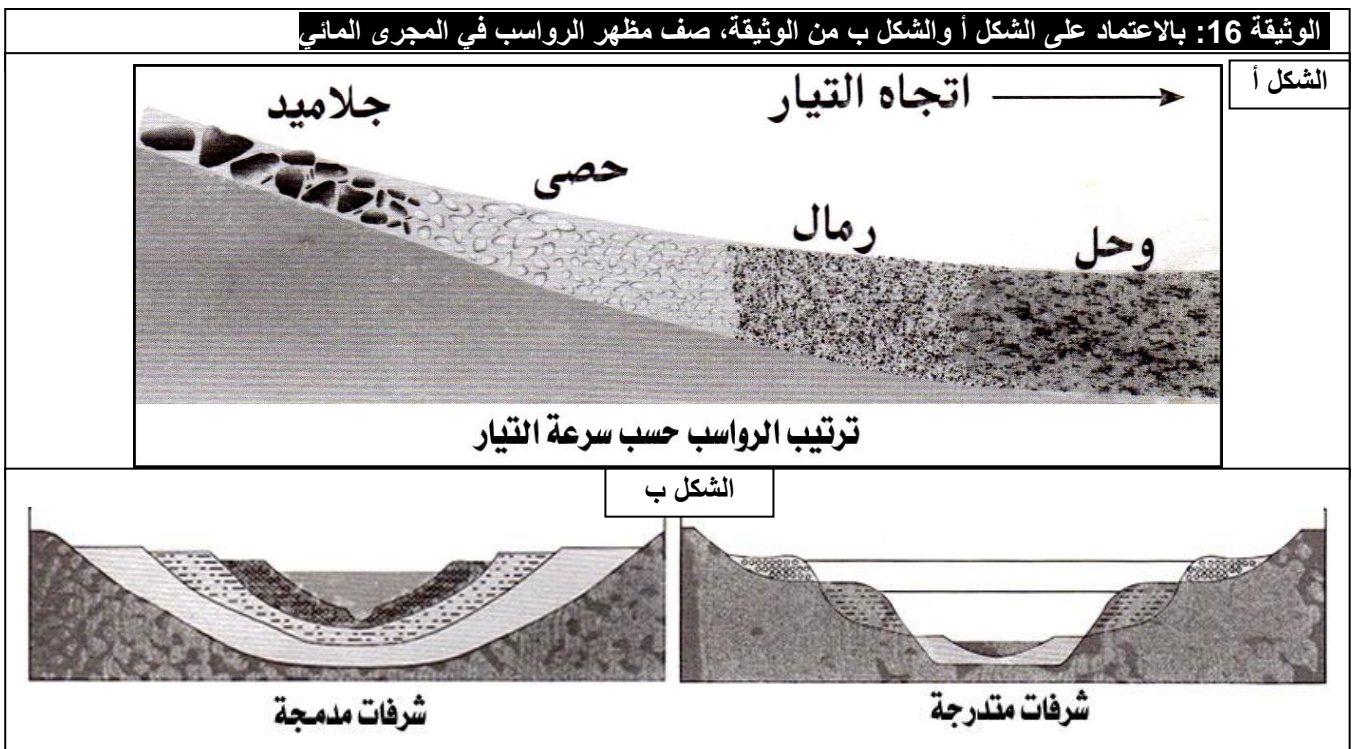 الوثيقة 16: بالاعتماد على الشكل أ والشكل ب من الوثيقة، صف مظهر الرواسب في المجرى المائي
الشكل أ
اتجاه التيار
جلاميد
حصى
رمال
وحل
ترتيب الرواسب حسب سرعة التيار
الشكل ب
شرفات متدرجة
شرفات مدمجة